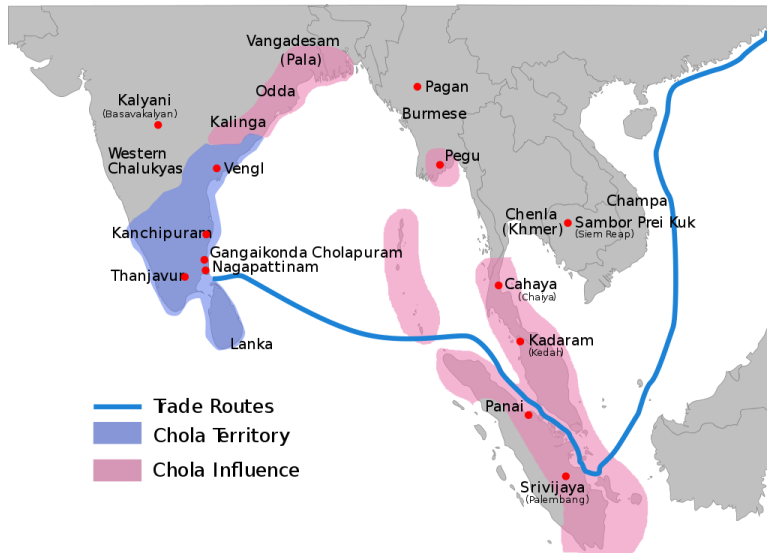 Vangadesam
(Pala)
Odda
Kalinga
Kalyani
(Basavakalyan)
Western
Chalukyas
Vengl
Pagan
Burmese
Pegu
Champa
Chenla
(Khmer)
Sambor Prei Kuk
(Siem Reap)
Kanchipuram
Gangaikonda Cholapuram
Nagapattinam
Thanjavur
Lanka
Cahaya
(Chaiya)
Kadaram
(Kedah)
Panai
Srivijaya
(Palembang)
Trade Routes
Chola Territory
Chola Influence